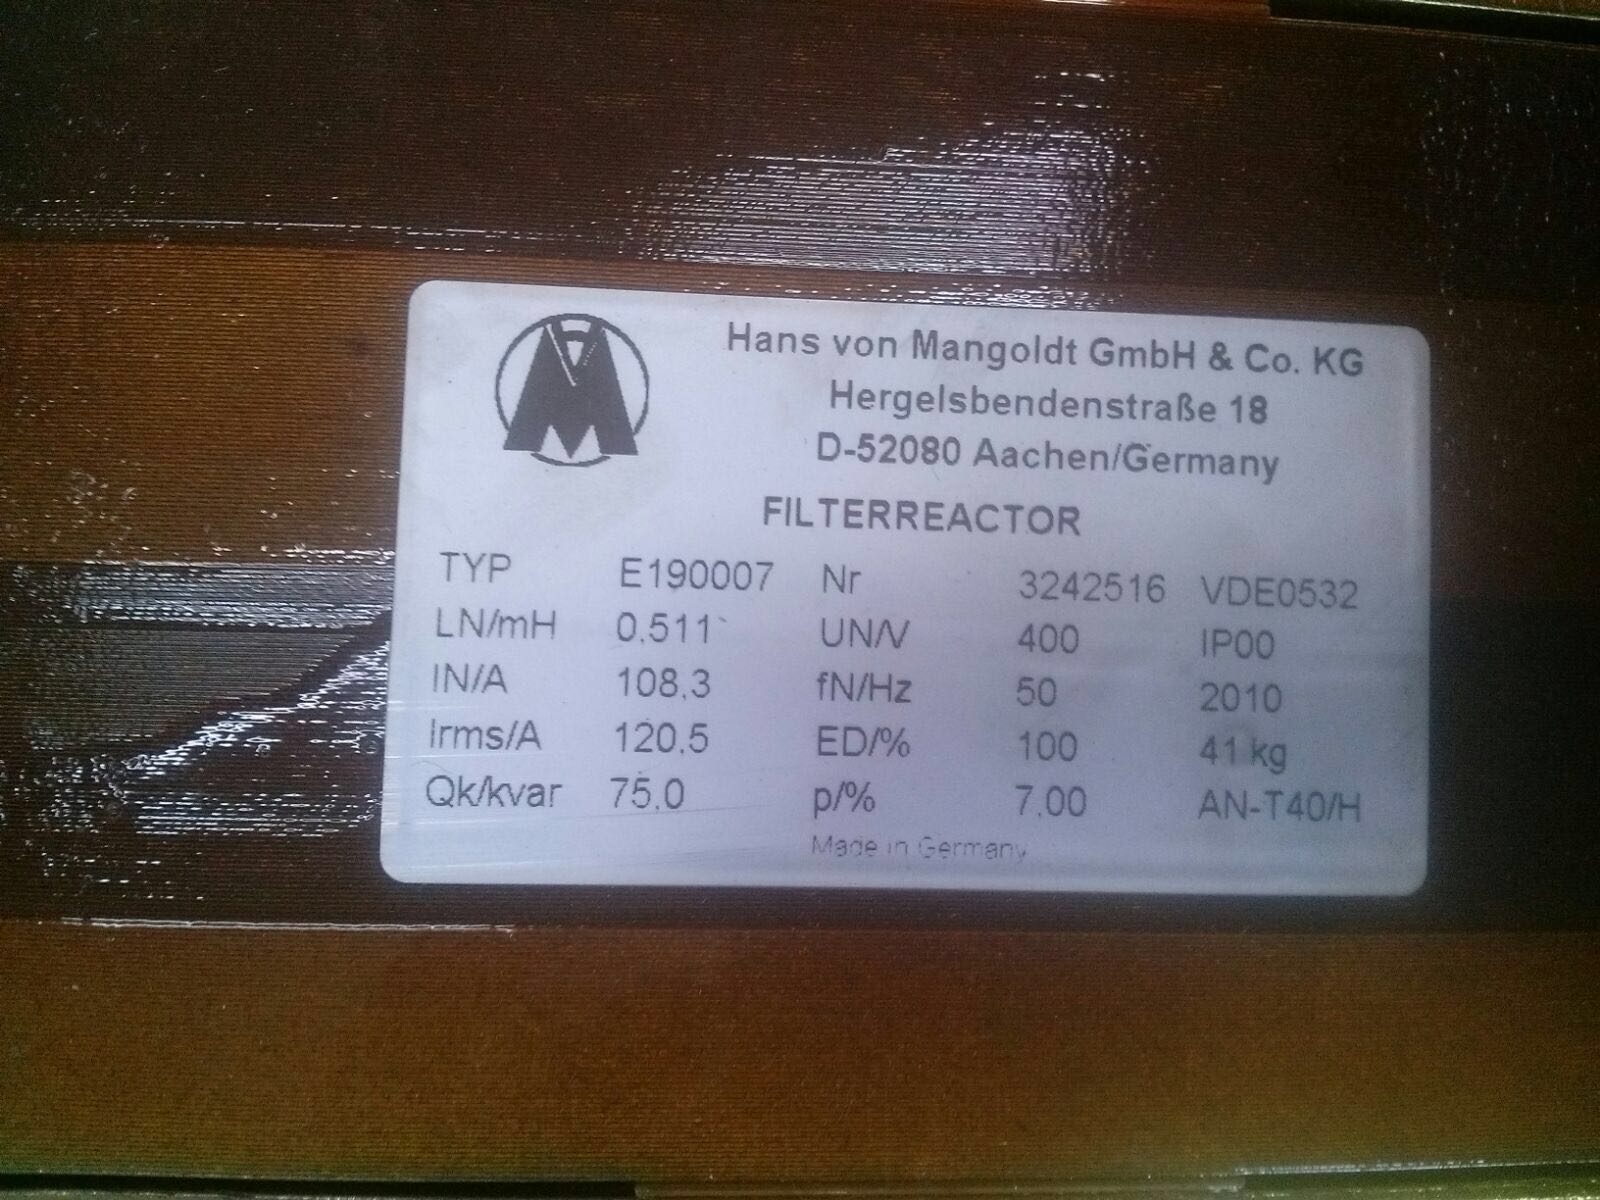 Hans von Mangoldt GmbH & Co. KG
Hergelsbendenstraße 18
D-52080 Aachen/Germany
FILTERREACTOR
TYP E190007 Nr 3242516 VDE0532
LN/mH 0,511 UN/V 400 IP00
IN/A 108,3 fN/Hz 50 2010
Irms/A 120,5 ED/% 100 41 kg
Qk/kvar 75,0 p/% 7,00 AN-T40/H
Made in Germany